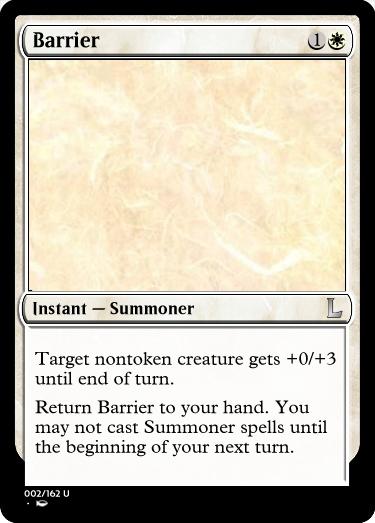 Barrier 1
Instant — Summoner L
Target nontoken creature gets +0/+3
until end of turn.
Return Barrier to your hand. You
may not cast Summoner spells until
the beginning of your next turn.
002/162 U